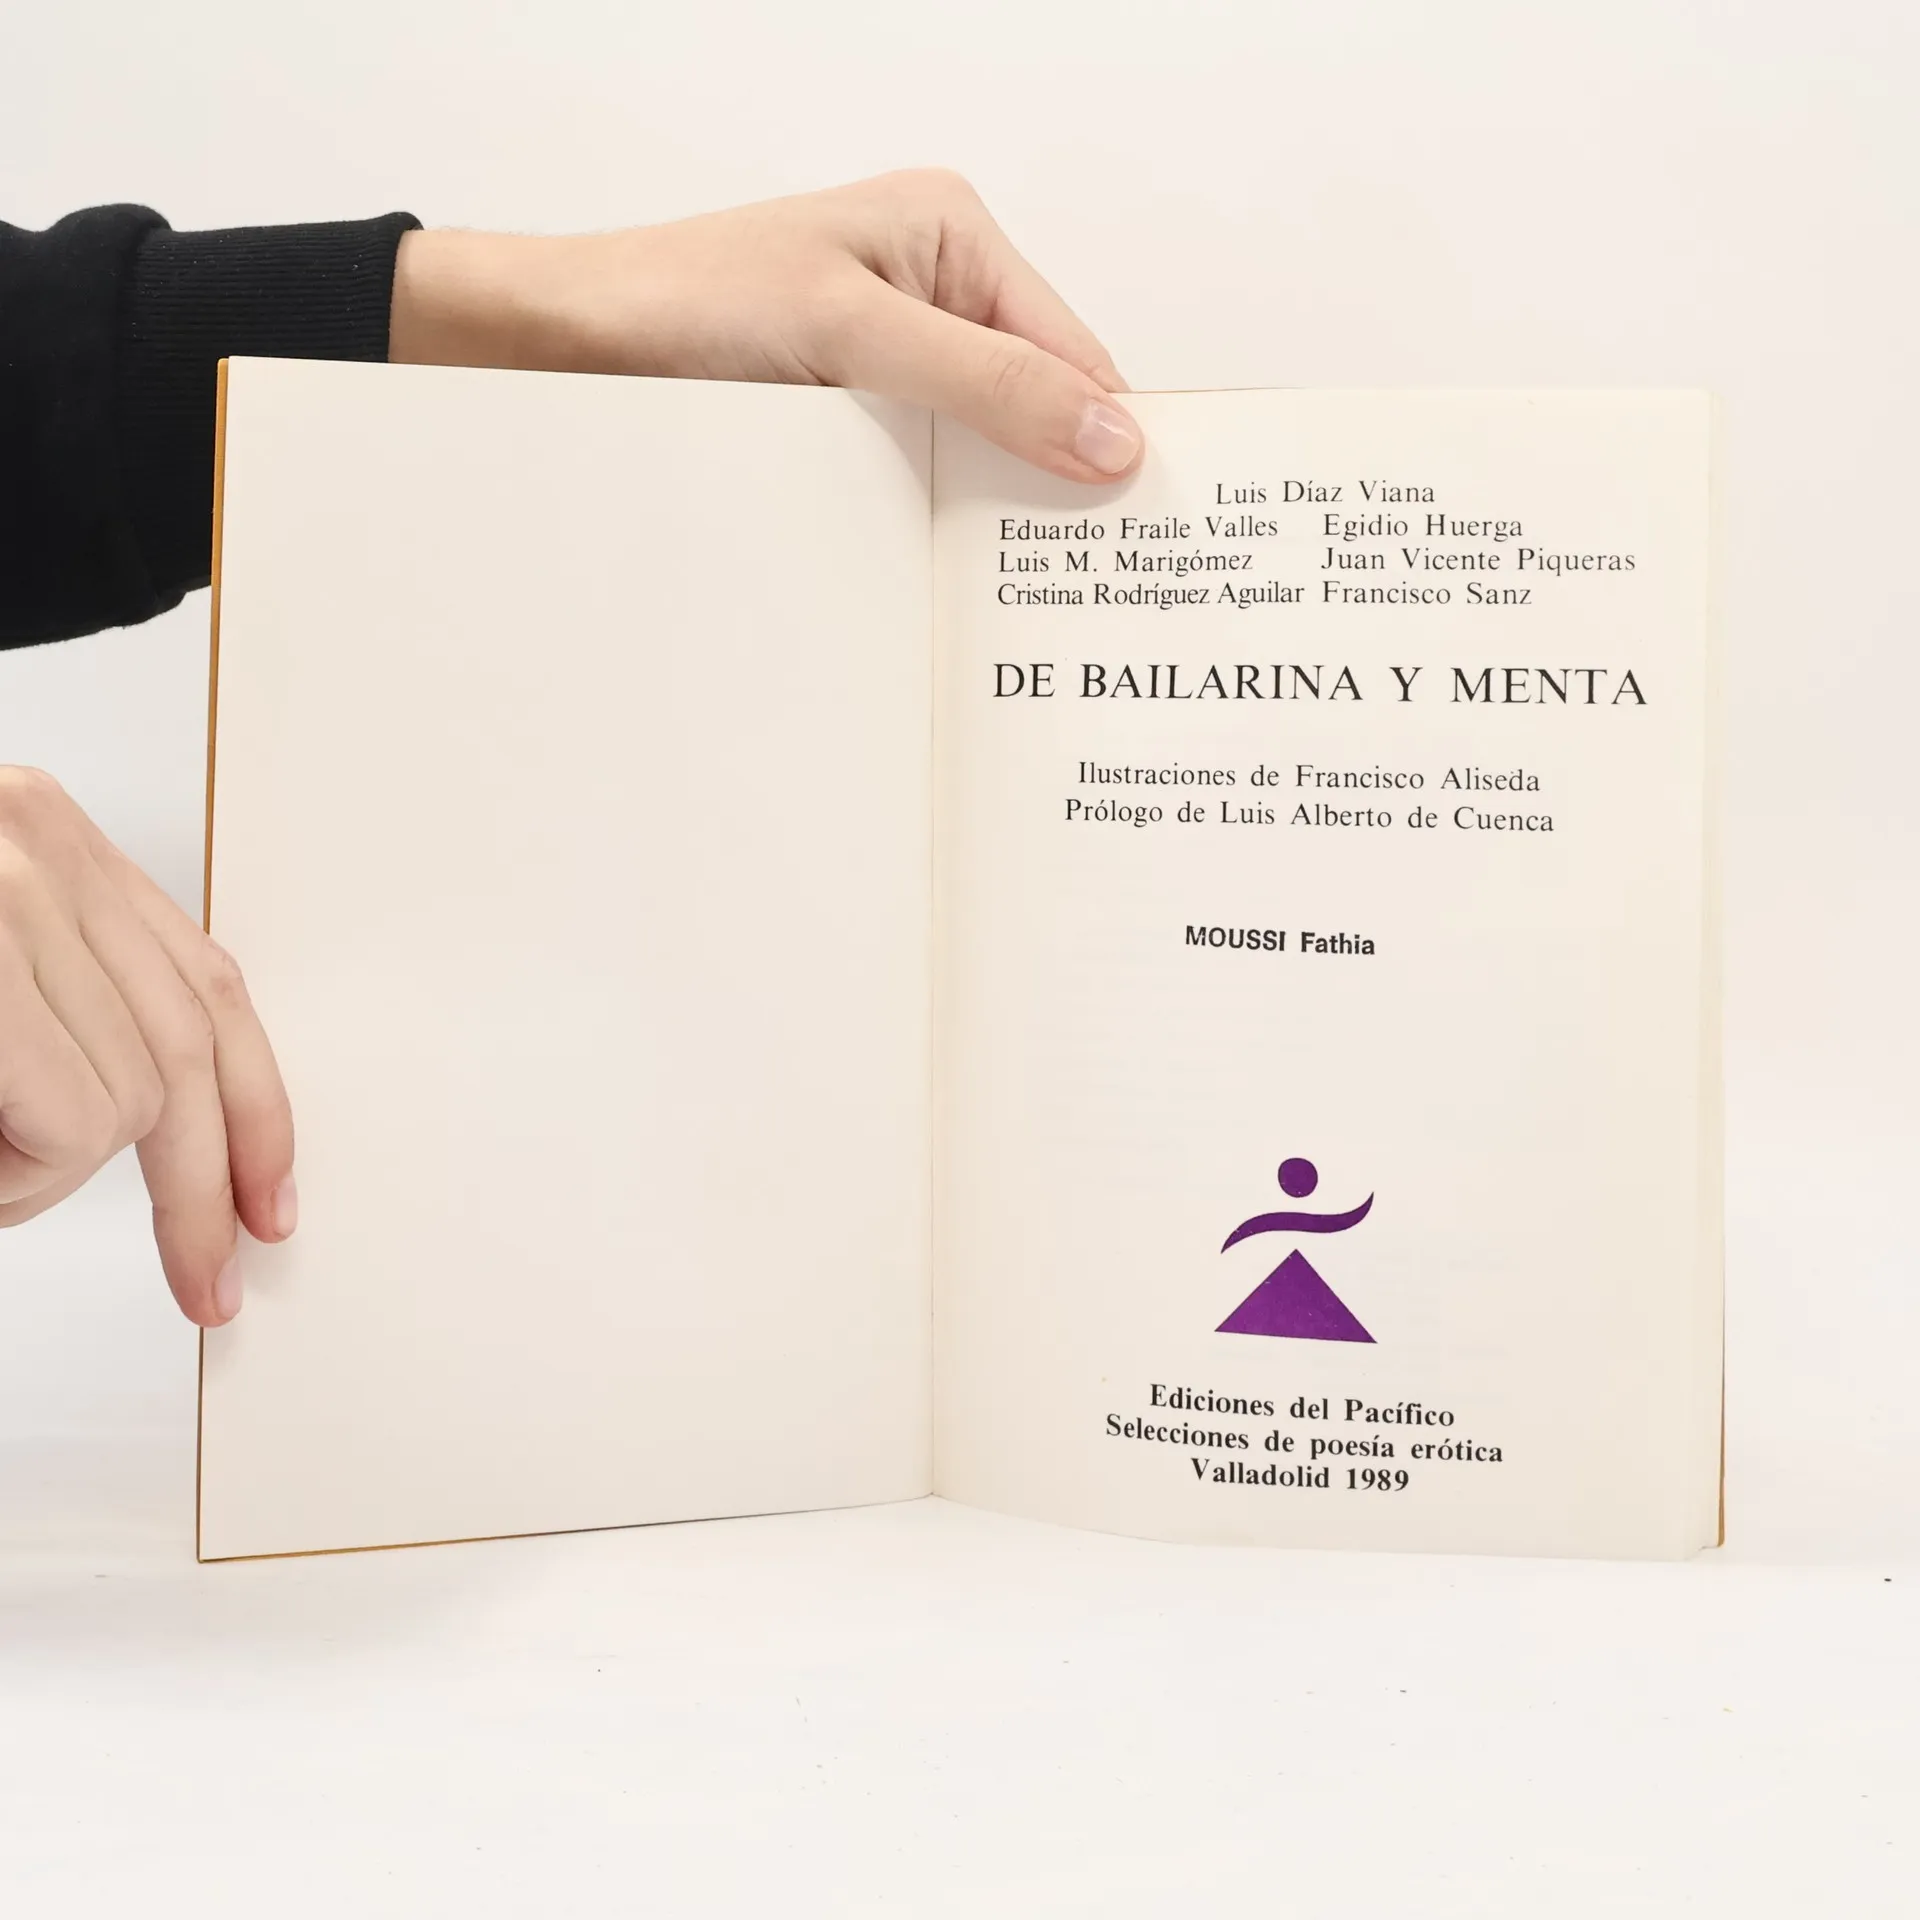 Luis Díaz Viana
Eduardo Fraile Valles Egidio Huerga
Luis M. Marigómez Juan Vicente Piqueras
Cristina Rodríguez Aguilar Francisco Sanz
DE BAILARINA Y MENTA
Ilustraciones de Francisco Aliseda
Prólogo de Luis Alberto de Cuenca
MOUSSI Fathia
Ediciones del Pacífico
Selecciones de poesía erótica
Valladolid 1989